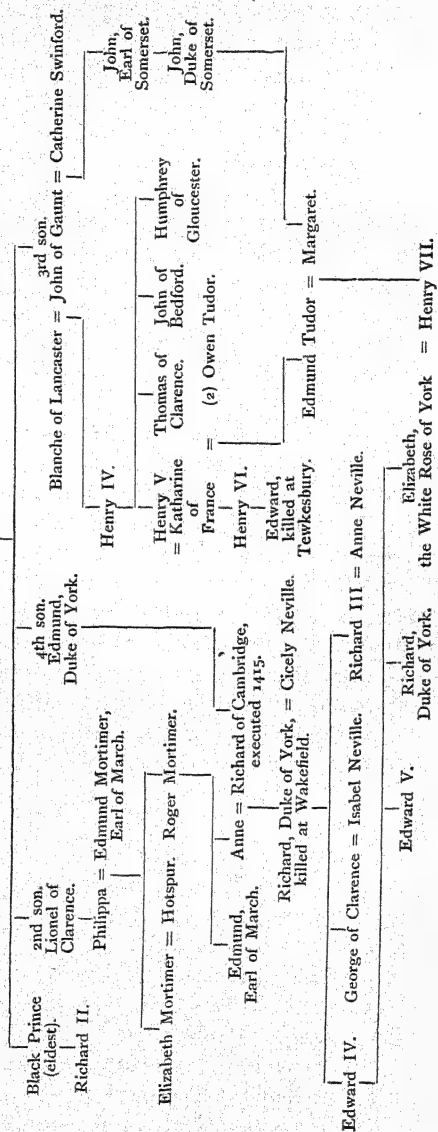 Black Prince
(eldest).
Richard II.
2nd son.
Lionel of
Clarence.
4th son.
Edmund,
Duke of York.
3rd son.
Blanche of Lancaster = John of Gaunt = Catherine Swinford.
Philippa = Edmund Mortimer,
Earl of March.
Henry IV.
John,
Earl of
Somerset.
John,
Duke of
Somerset.
Elizabeth Mortimer = Hotspur. Roger Mortimer.
Henry V
= Katharine
of
France
Thomas of
Clarence.
John of
Bedford.
Humphrey
of
Gloucester.
= (2) Owen Tudor.
Edmund,
Earl of March.
Anne = Richard of Cambridge,
executed 1415.
Henry VI.
Edward,
killed at
Tewkesbury.
Edmund Tudor = Margaret.
Richard, Duke of York, = Cicely Neville.
killed at Wakefield.
Edward IV. George of Clarence = Isabel Neville. Richard III = Anne Neville.
Edward V.
Richard,
Duke of York.
Elizabeth,
the White Rose of York = Henry VII.